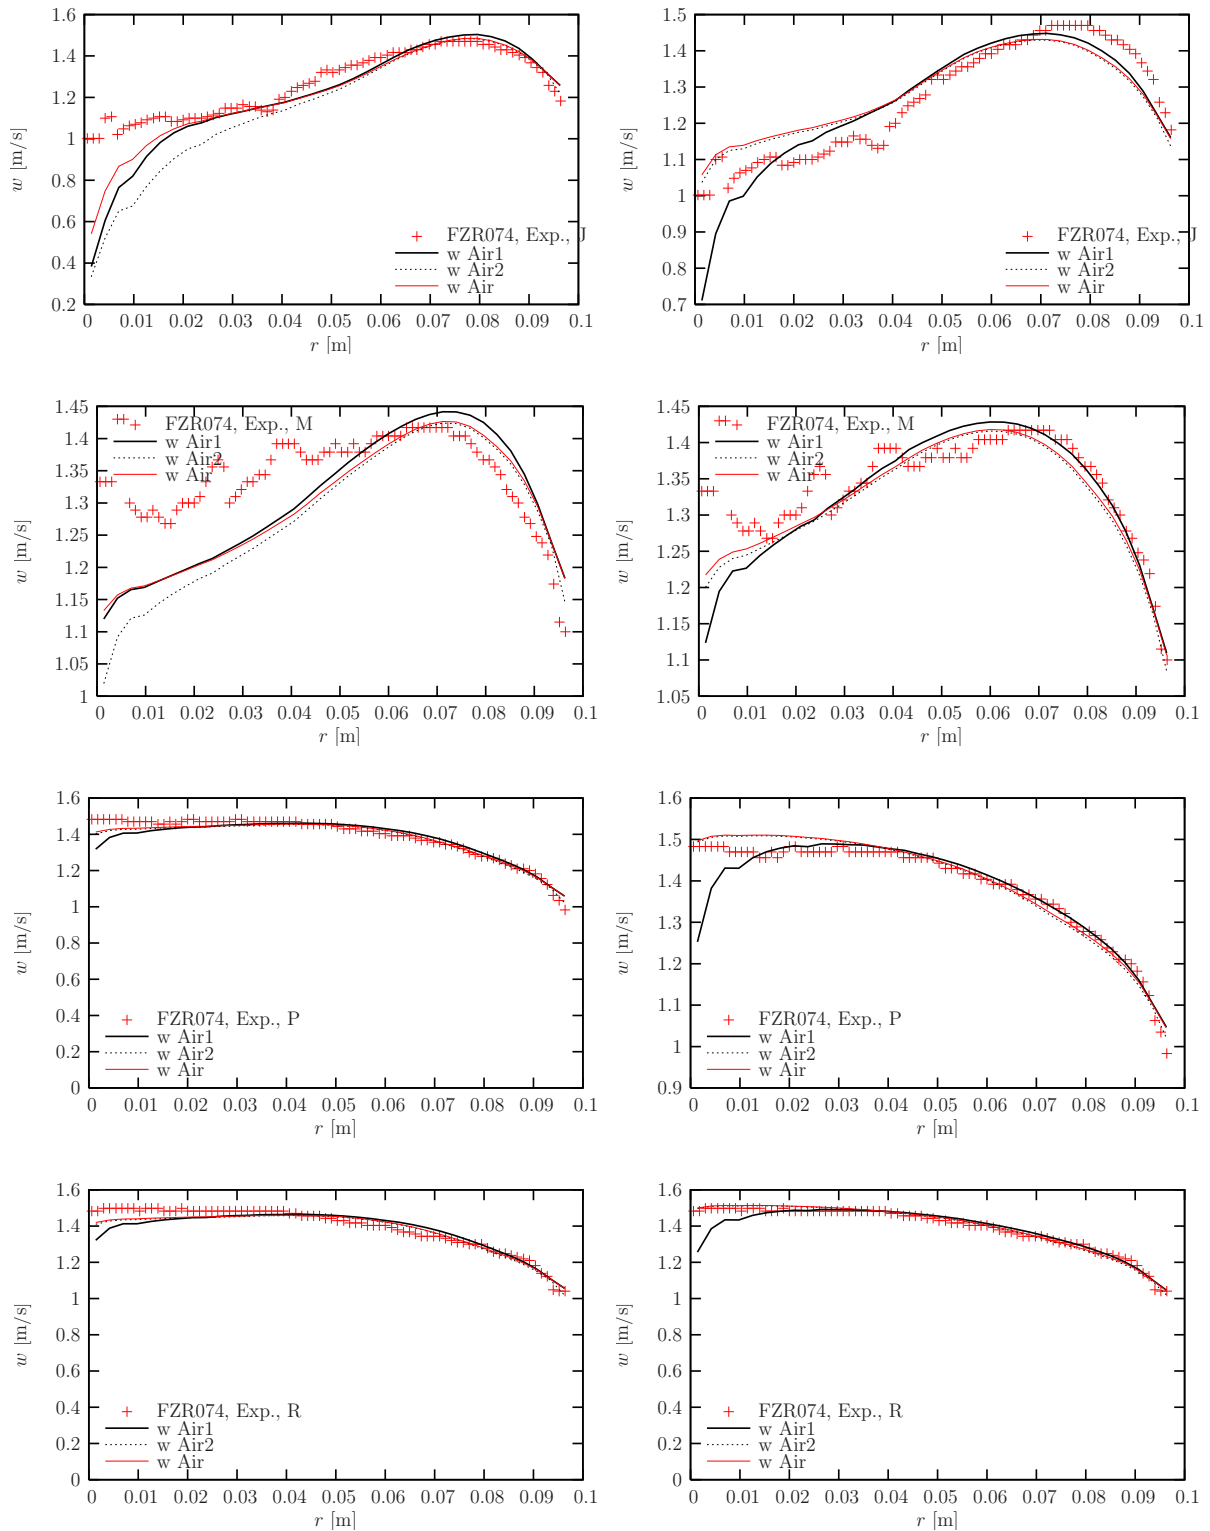 1.6
1.4
1.2
1
0.8
0.6
0.4
0.2
0 0.01 0.02 0.03 0.04 0.05 0.06 0.07 0.08 0.09 0.1
w [m/s]
r [m]
FZR074, Exp., J
w Air1
w Air2
w Air
1.5
1.4
1.3
1.2
1.1
1
0.9
0.8
0.7
0 0.01 0.02 0.03 0.04 0.05 0.06 0.07 0.08 0.09 0.1
w [m/s]
r [m]
FZR074, Exp., J
w Air1
w Air2
w Air
1.45
1.4
1.35
1.3
1.25
1.2
1.15
1.1
1.05
1
0 0.01 0.02 0.03 0.04 0.05 0.06 0.07 0.08 0.09 0.1
w [m/s]
r [m]
FZR074, Exp., M
w Air1
w Air2
w Air
1.45
1.4
1.35
1.3
1.25
1.2
1.15
1.1
1.05
0 0.01 0.02 0.03 0.04 0.05 0.06 0.07 0.08 0.09 0.1
w [m/s]
r [m]
FZR074, Exp., M
w Air1
w Air2
w Air
1.6
1.4
1.2
1
0.8
0.6
0.4
0.2
0
0 0.01 0.02 0.03 0.04 0.05 0.06 0.07 0.08 0.09 0.1
w [m/s]
r [m]
FZR074, Exp., P
w Air1
w Air2
w Air
1.6
1.5
1.4
1.3
1.2
1.1
1
0.9
0 0.01 0.02 0.03 0.04 0.05 0.06 0.07 0.08 0.09 0.1
w [m/s]
r [m]
FZR074, Exp., P
w Air1
w Air2
w Air
1.6
1.4
1.2
1
0.8
0.6
0.4
0.2
0
0 0.01 0.02 0.03 0.04 0.05 0.06 0.07 0.08 0.09 0.1
w [m/s]
r [m]
FZR074, Exp., R
w Air1
w Air2
w Air
1.6
1.4
1.2
1
0.8
0.6
0.4
0.2
0
0 0.01 0.02 0.03 0.04 0.05 0.06 0.07 0.08 0.09 0.1
w [m/s]
r [m]
FZR074, Exp., R
w Air1
w Air2
w Air